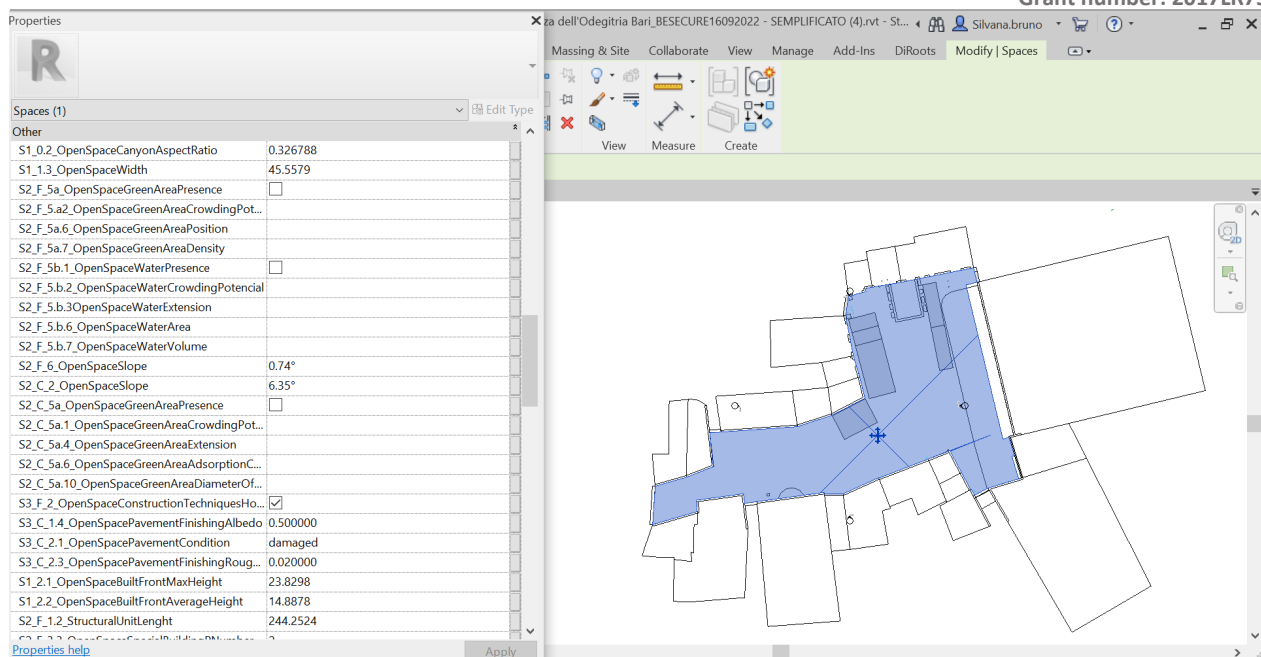 Grant number: 2017LR75
Properties
za dell'Odegitria Bari_BESECURE16092022 - SEMPLIFICATO (4).rvt - St...
Silvana.bruno
Massing & Site Collaborate View Manage Add-Ins DiRoots Modify | Spaces
R
Spaces (1)
Edit Type
View Measure Create
Other
S1_0.2_OpenSpaceCanyonAspectRatio 0.326788
S1_1.3_OpenSpaceWidth 45.5579
S2_F_5a_OpenSpaceGreenAreaPresence
S2_F_5.a2_OpenSpaceGreenAreaCrowdingPot...
S2_F_5a.6_OpenSpaceGreenAreaPosition
S2_F_5a.7_OpenSpaceGreenAreaDensity
S2_F_5b.1_OpenSpaceWaterPresence
S2_F_5.b.2_OpenSpaceWaterCrowdingPotencial
S2_F_5.b.3OpenSpaceWaterExtension
S2_F_5.b.6_OpenSpaceWaterArea
S2_F_5.b.7_OpenSpaceWaterVolume
S2_F_6_OpenSpaceSlope 0.74°
S2_C_2_OpenSpaceSlope 6.35°
S2_C_5a_OpenSpaceGreenAreaPresence
S2_C_5a.1_OpenSpaceGreenAreaCrowdingPot...
S2_C_5a.4_OpenSpaceGreenAreaExtension
S2_C_5a.6_OpenSpaceGreenAreaAdsorptionC...
S2_C_5a.10_OpenSpaceGreenAreaDiameterOf...
S3_F_2_OpenSpaceConstructionTechniquesHo...
S3_C_1.4_OpenSpacePavementFinishingAlbedo 0.500000
S3_C_2.1_OpenSpacePavementCondition damaged
S3_C_2.3_OpenSpacePavementFinishingRoug... 0.020000
S1_2.1_OpenSpaceBuiltFrontMaxHeight 23.8298
S1_2.2_OpenSpaceBuiltFrontAverageHeight 14.8878
S2_F_1.2_StructuralUnitLenght 244.2524
Properties help
Apply
2D